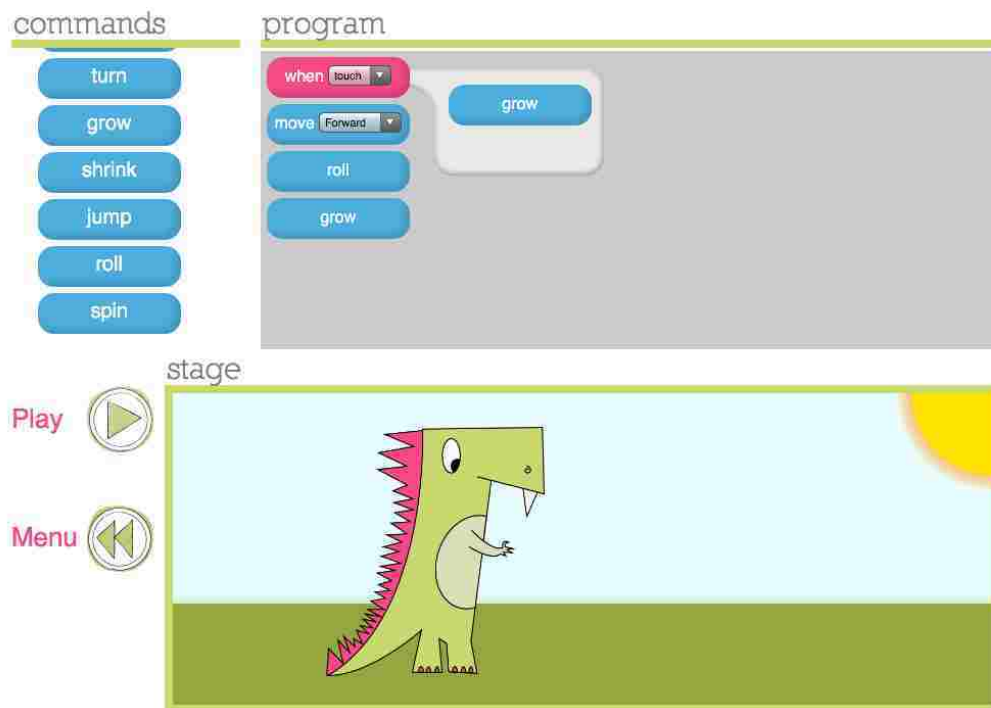 commands
turn
grow
shrink
jump
roll
spin
program
when touch
grow
move Forward
roll
grow
stage
Play
Menu